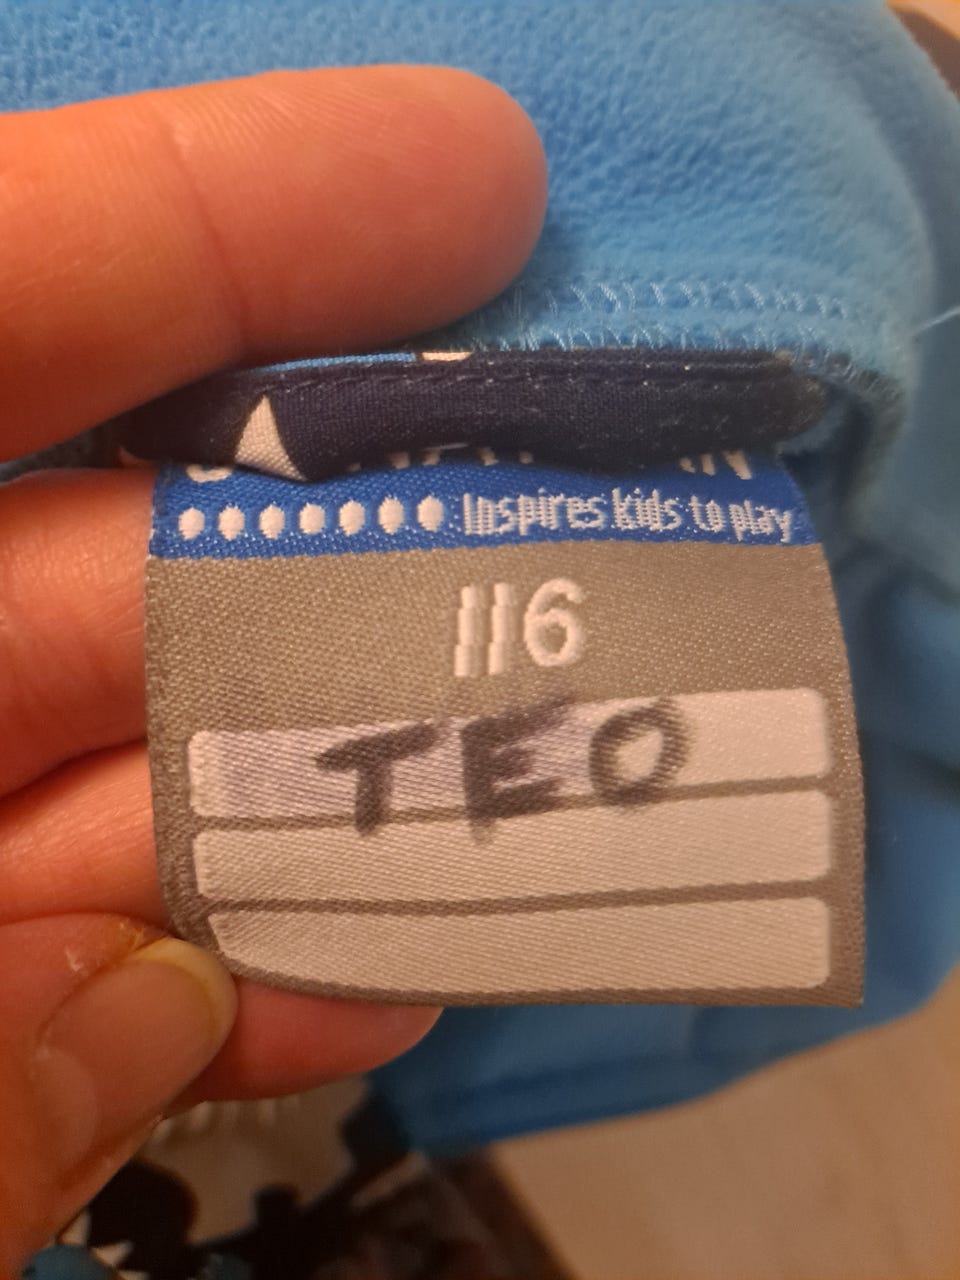 Inspires kids to play
116
TEO